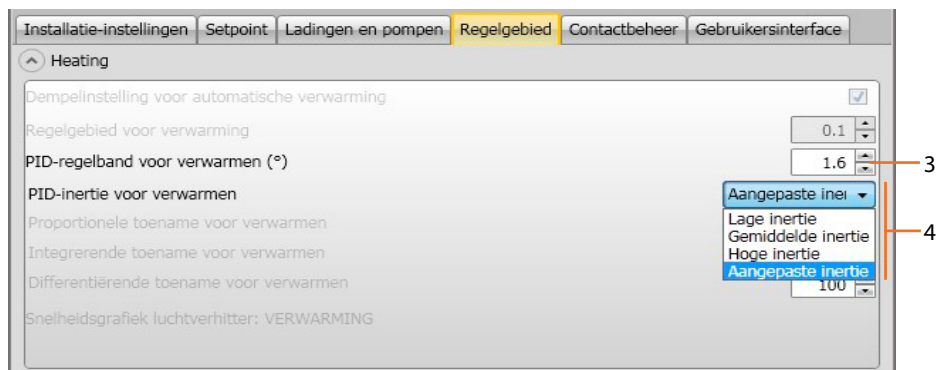 Installatie-instellingen Setpoint Ladingen en pompen Regelgebied Contactbeheer Gebruikersinterface
Heating
Dempelinstelling voor automatische verwarming
Regelgebied voor verwarming 0.1
PID-regelband voor verwarmen (°) 1.6 3
PID-inertie voor verwarmen Aangepaste iner
Proportionele toename voor verwarmen Lage inertie
Gemiddelde inertie 4
Integrerende toename voor verwarmen Hoge inertie
Aangepaste inertie
Differentiërende toename voor verwarmen 100
Snelheidsgrafiek luchtverhitter: VERWARMING